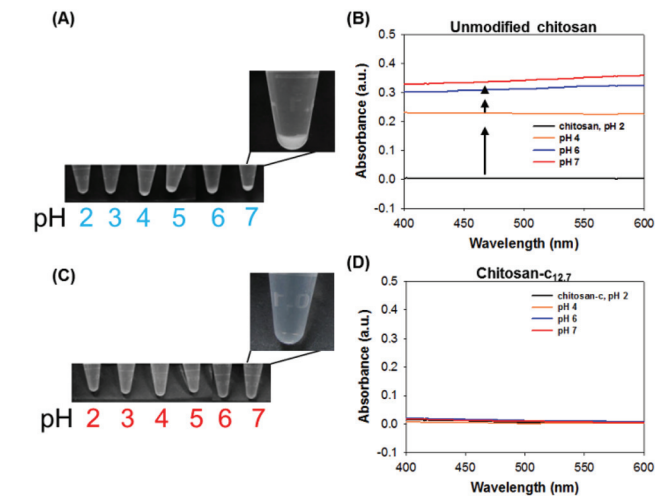 (A)
pH 2 3 4 5 6 7
(B)
Unmodified chitosan
Absorbance (a.u.)
0.5
0.4
0.3
0.2
0.1
0.0
-0.1
chitosan, pH 2
pH 4
pH 6
pH 7
400 450 500 550 600
Wavelength (nm)
(C)
pH 2 3 4 5 6 7
(D)
Chitosan-c12.7
Absorbance (a.u.)
0.5
0.4
0.3
0.2
0.1
0.0
-0.1
chitosan-c, pH 2
pH 4
pH 6
pH 7
400 450 500 550 600
Wavelength (nm)